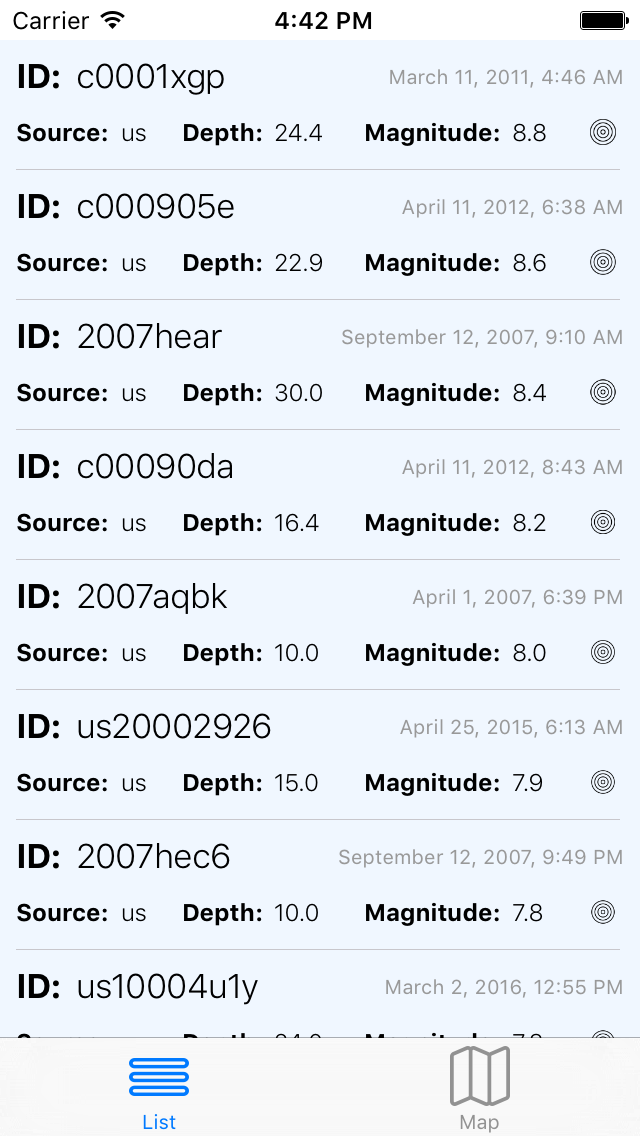 Carrier 4:42 PM
ID: c0001xgp March 11, 2011, 4:46 AM
Source: us Depth: 24.4 Magnitude: 8.8
ID: c000905e April 11, 2012, 6:38 AM
Source: us Depth: 22.9 Magnitude: 8.6
ID: 2007hear September 12, 2007, 9:10 AM
Source: us Depth: 30.0 Magnitude: 8.4
ID: c00090da April 11, 2012, 8:43 AM
Source: us Depth: 16.4 Magnitude: 8.2
ID: 2007aqbk April 1, 2007, 6:39 PM
Source: us Depth: 10.0 Magnitude: 8.0
ID: us20002926 April 25, 2015, 6:13 AM
Source: us Depth: 15.0 Magnitude: 7.9
ID: 2007hec6 September 12, 2007, 9:49 PM
Source: us Depth: 10.0 Magnitude: 7.8
ID: us10004u1y March 2, 2016, 12:55 PM
List Map